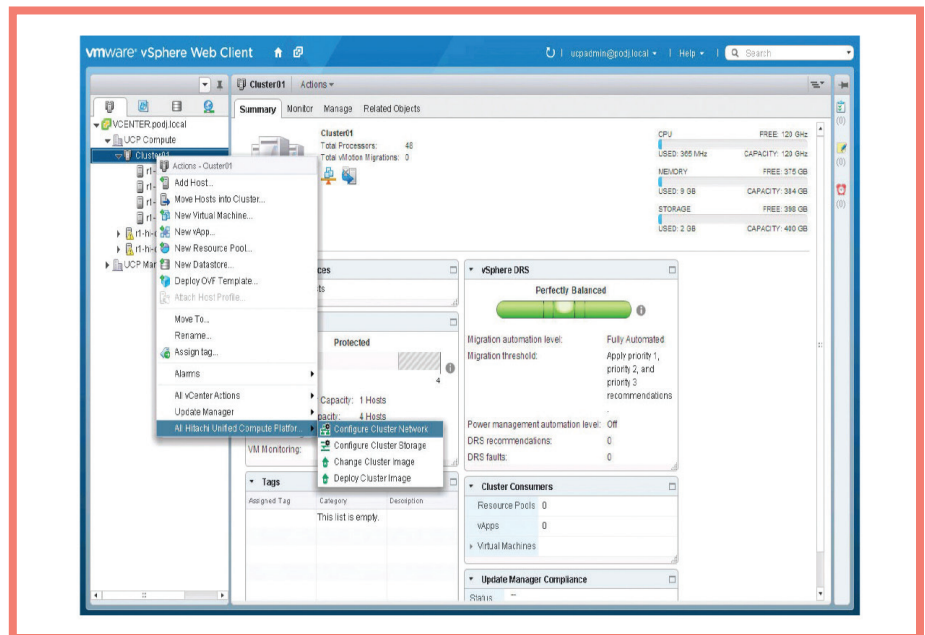 vmware® vSphere Web Client
ucpadmin@podj.local
Help
Search
Cluster01
Actions
Summary
Monitor
Manage
Related Objects
VCENTER.podj.local
UCP Compute
Actions - Cluster01
Add Host...
Move Hosts into Cluster...
New Virtual Machine...
New vApp...
New Resource Pool...
New Datastore...
Deploy OVF Template...
Attach Host Profile...
Move To...
Rename...
Assign tag...
Alarms
All vCenter Actions
Update Manager
All Hitachi Unified Compute Platfor...
Configure Cluster Network
Configure Cluster Storage
Change Cluster Image
Deploy Cluster Image
Cluster01
Total Processors: 48
Total vMotion Migrations: 0
CPU FREE: 120 GHz
USED: 365 MHz CAPACITY: 120 GHz
MEMORY FREE: 375 GB
USED: 9 GB CAPACITY: 384 GB
STORAGE FREE: 398 GB
USED: 2 GB CAPACITY: 400 GB
(0)
(0)
(0)
Protected
4
Capacity: 1 Hosts
4 Hosts
VM Monitoring:
Tags
Assigned Tag Category Description
This list is empty.
vSphere DRS
Perfectly Balanced
Migration automation level: Fully Automated
Migration threshold: Apply priority 1,
priority 2, and
priority 3
recommendations
.
Power management automation level: Off
DRS recommendations: 0
DRS faults: 0
Cluster Consumers
Resource Pools 0
vApps 0
Virtual Machines
Update Manager Compliance
Status